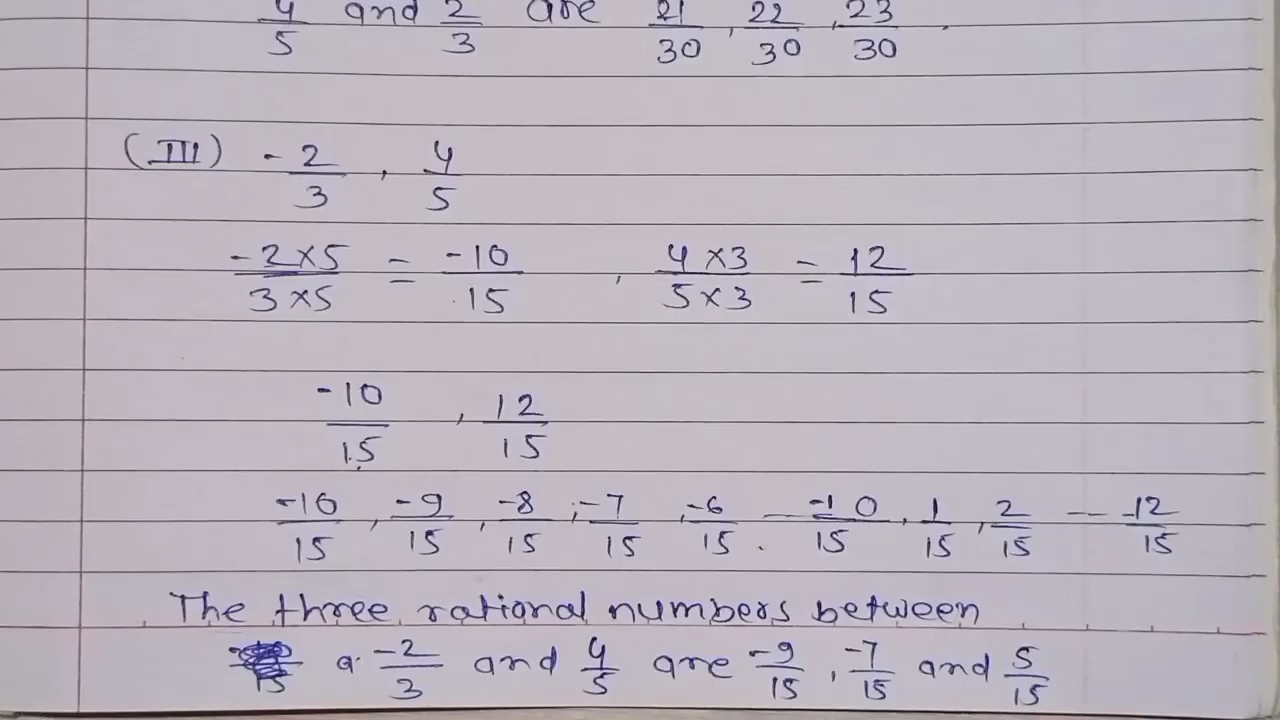 4/5 and 2/3 are 21/30, 22/30, 23/30.
(III) -2/3, 4/5
-2×5/3×5 = -10/15, 4×3/5×3 = 12/15
-10/15, 12/15
-10/15, -9/15, -8/15, -7/15, -6/15. -- -1 0/15, 1/15, 2/15 -- 12/15
The three rational numbers between
-2/3 and 4/5 are -9/15, -7/15 and 5/15